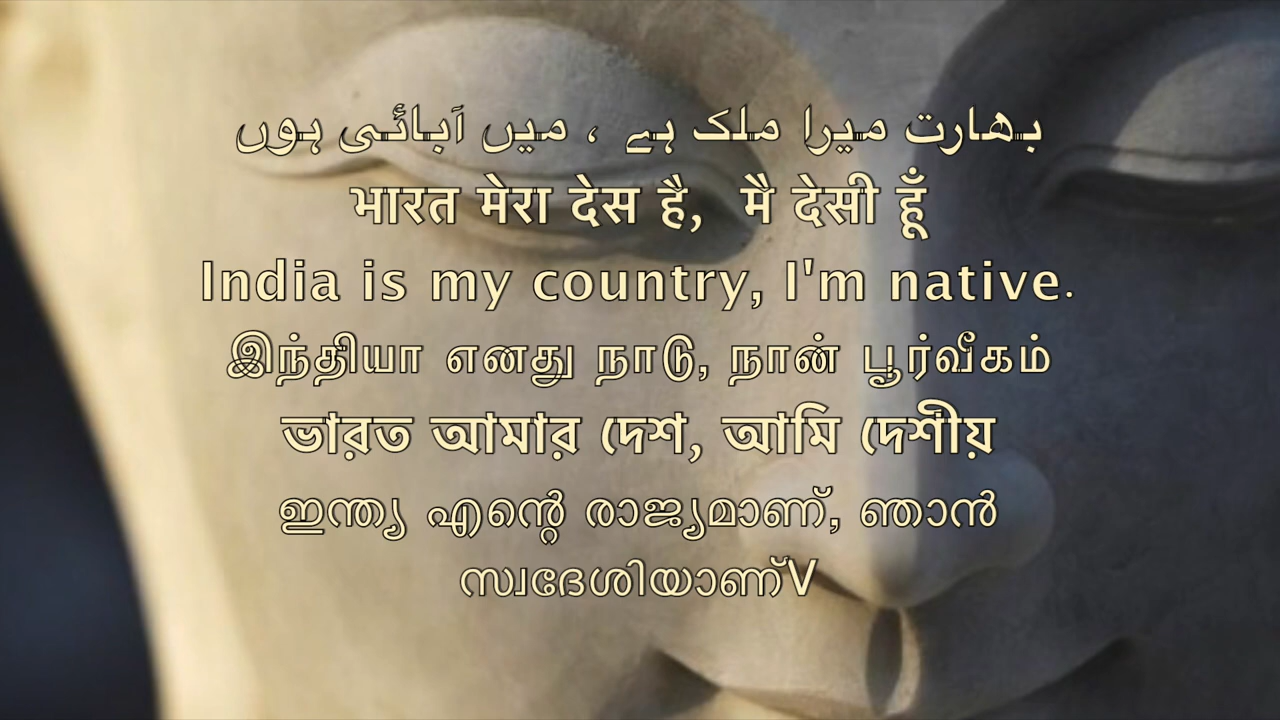 بھارت میرا ملک ہے ، میں آبائی ہوں
भारत मेरा देस है, मै देसी हूँ
India is my country, I'm native.
இந்தியா எனது நாடு, நான் பூர்வீகம்
ভারত আমার দেশ, আমি দেশীয়
ഇന്ത്യ എന്റെ രാജ്യമാണ്, ഞാൻ
സ്വദേശിയാണ്V